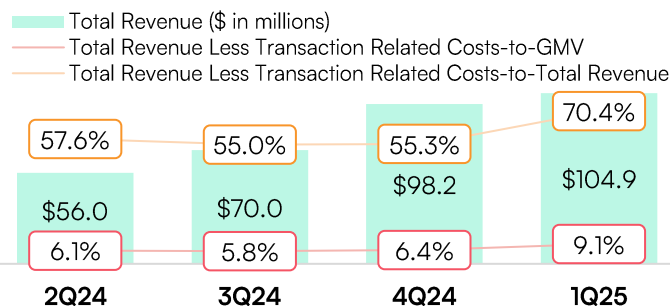 Total Revenue ($ in millions)
Total Revenue Less Transaction Related Costs-to-GMV
Total Revenue Less Transaction Related Costs-to-Total Revenue
57.6% 55.0% 55.3% 70.4%
$56.0 $70.0 $98.2 $104.9
6.1% 5.8% 6.4% 9.1%
2Q24 3Q24 4Q24 1Q25